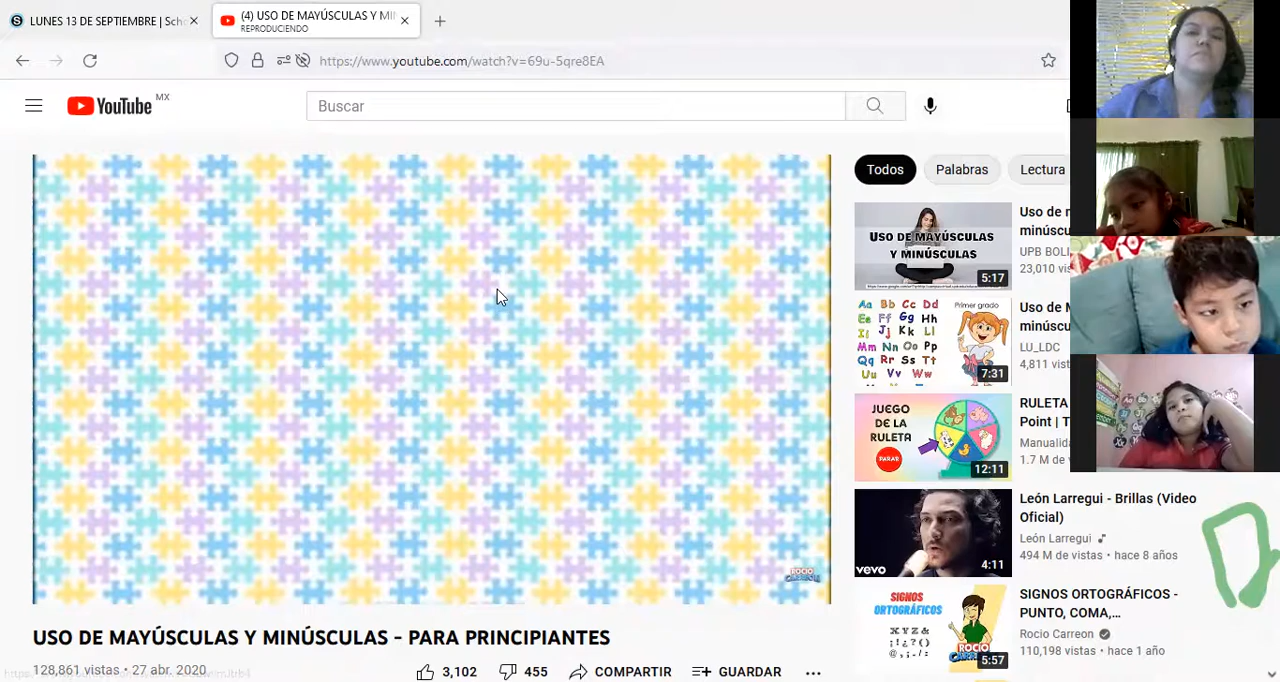 LUNES 13 DE SEPTIEMBRE | Sch
(4) USO DE MAYÚSCULAS Y MI
REPRODUCIENDO
https://www.youtube.com/watch?v=69u-5qre8EA
YouTube MX
Buscar
Todos
Palabras
Lectura
USO DE MAYÚSCULAS
Y MINÚSCULAS
5:17
Uso de
minúscu
UPB BOLI
23,010 vis
Aa Bb Cc Dd
Ee Ff Gg Hh
Ii Jj Kk Ll
Mm Nn Oo Pp
Qq Rr Ss Tt
Uu Vv Ww
Primer grado
7:31
Uso de
minúscu
LU_LDC
4,811 vist
JUEGO
DE LA
RULETA
PARAR
12:11
RULETA
Point | T
Manualida
1.7 M de
vevo
4:11
León Larregui - Brillas (Video
Oficial)
León Larregui
494 M de vistas • hace 8 años
SIGNOS
ORTOGRÁFICOS
ROCIO
5:57
SIGNOS ORTOGRÁFICOS -
PUNTO, COMA,...
Rocio Carreon
110,198 vistas • hace 1 año
ROCIO
CARREON
USO DE MAYÚSCULAS Y MINÚSCULAS - PARA PRINCIPIANTES
128,861 vistas • 27 abr. 2020
3,102
455
COMPARTIR
GUARDAR